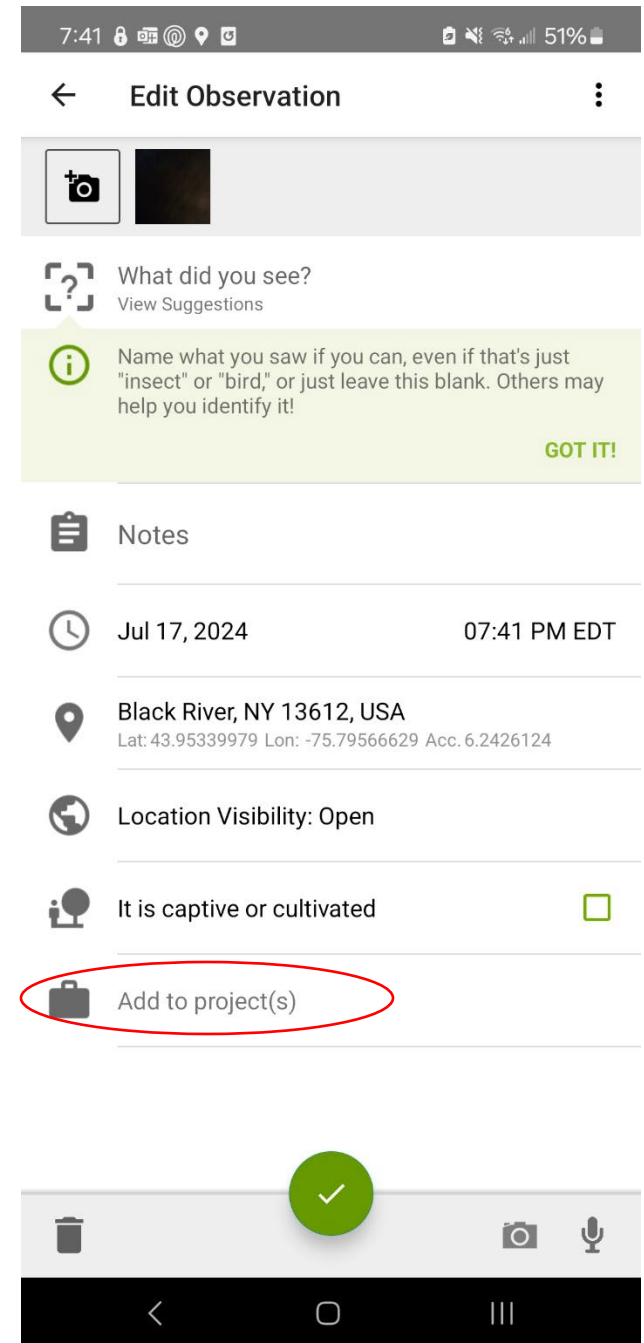 7:41 51%
Edit Observation
What did you see?
View Suggestions
Name what you saw if you can, even if that's just
"insect" or "bird," or just leave this blank. Others may
help you identify it!
GOT IT!
Notes
Jul 17, 2024 07:41 PM EDT
Black River, NY 13612, USA
Lat: 43.95339979 Lon: -75.79566629 Acc. 6.2426124
Location Visibility: Open
It is captive or cultivated
Add to project(s)